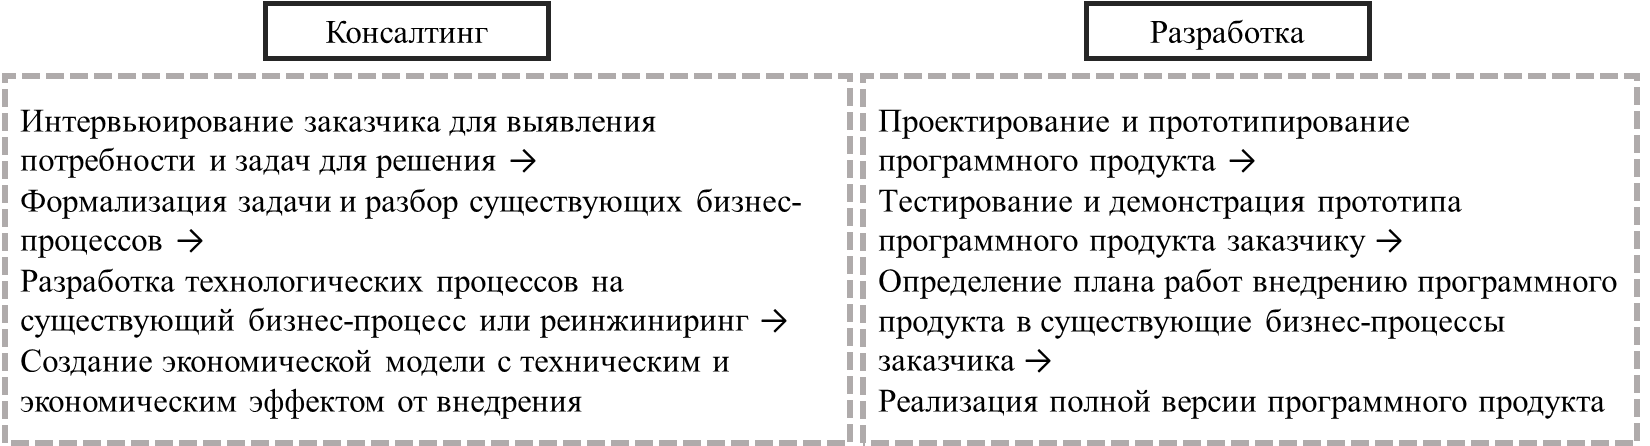 Консалтинг
Интервьюирование заказчика для выявления
потребности и задач для решения →
Формализация задачи и разбор существующих бизнес-
процессов →
Разработка технологических процессов на
существующий бизнес-процесс или реинжиниринг →
Создание экономической модели с техническим и
экономическим эффектом от внедрения
Разработка
Проектирование и прототипирование
программного продукта →
Тестирование и демонстрация прототипа
программного продукта заказчику →
Определение плана работ внедрению программного
продукта в существующие бизнес-процессы
заказчика →
Реализация полной версии программного продукта